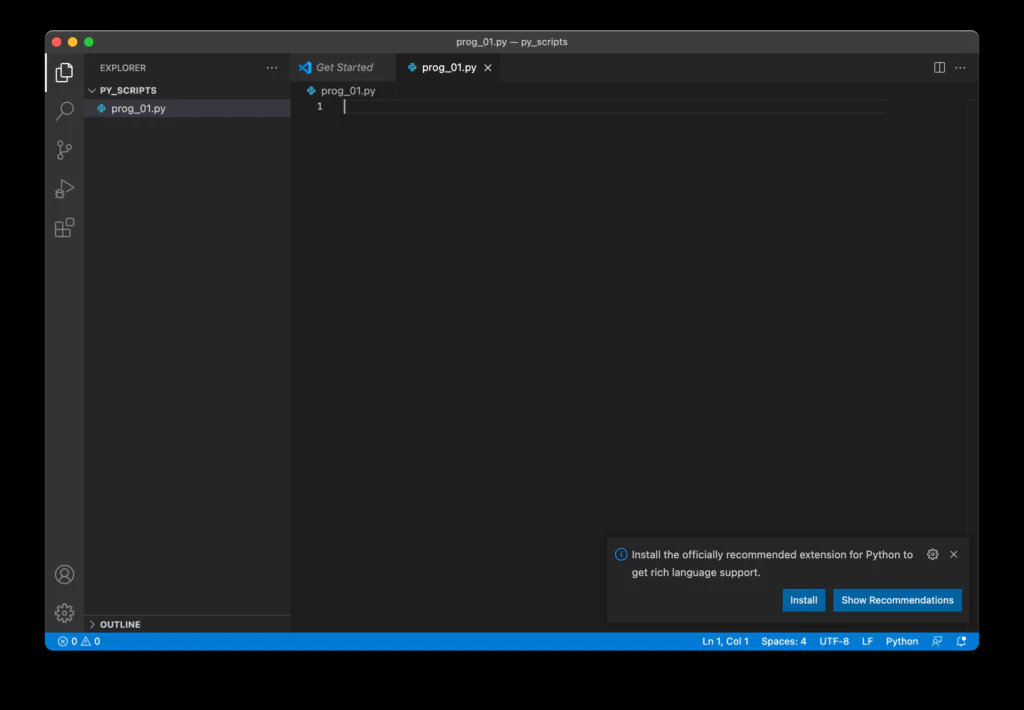 prog_01.py — py_scripts
EXPLORER
Get Started
prog_01.py
PY_SCRIPTS
prog_01.py
prog_01.py
1
Install the officially recommended extension for Python to
get rich language support.
Install
Show Recommendations
OUTLINE
0 0
Ln 1, Col 1
Spaces: 4
UTF-8
LF
Python